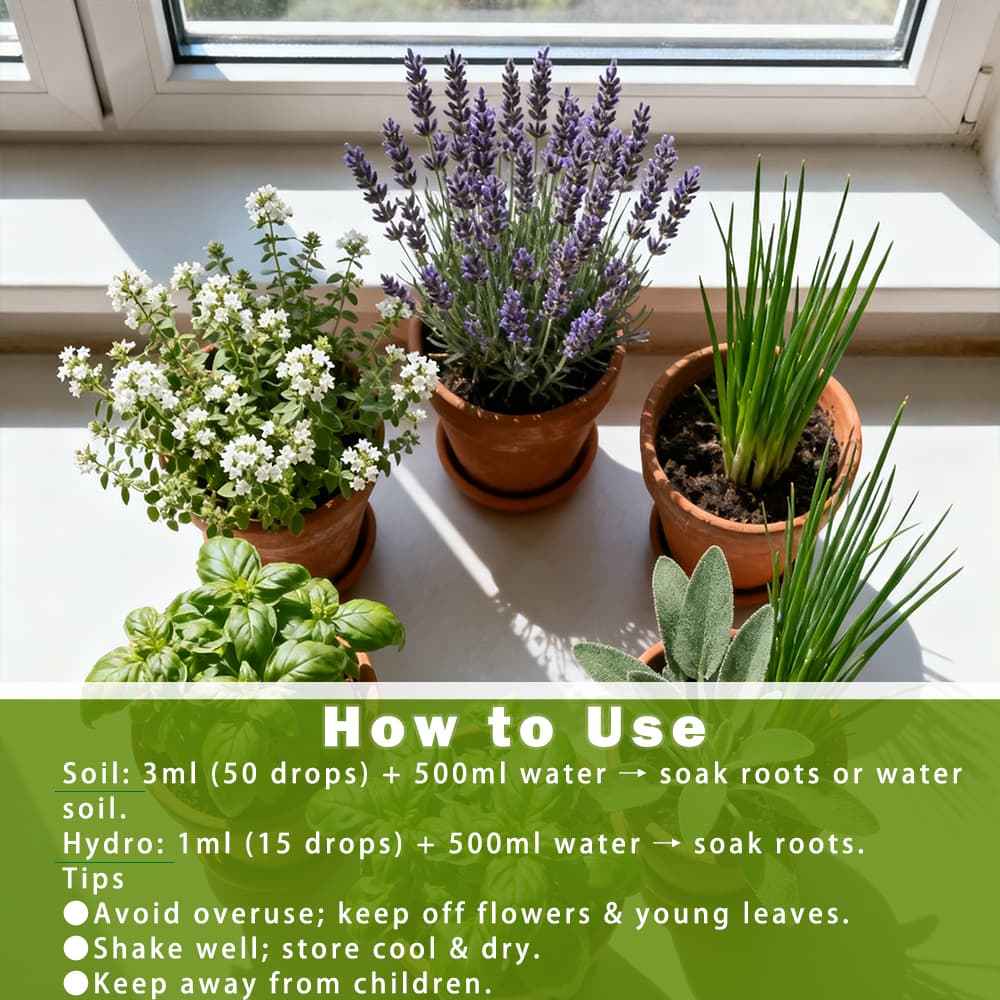 How to Use
Soil: 3ml (50 drops) + 500ml water → soak roots or water
soil.
Hydro: 1ml (15 drops) + 500ml water → soak roots.
Tips
●Avoid overuse; keep off flowers & young leaves.
●Shake well; store cool & dry.
●Keep away from children.